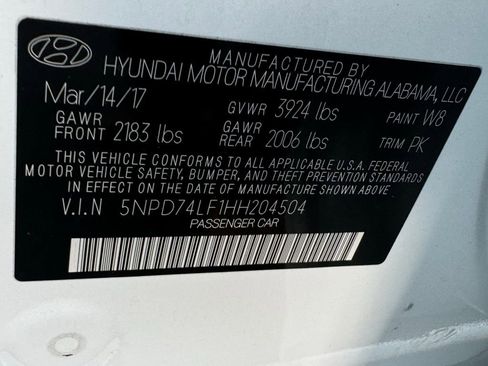 MANUFACTURED BY
HYUNDAI MOTOR MANUFACTURING ALABAMA, LLC
Mar/14/17 GVWR 3924 lbs PAINT W8
GAWR FRONT 2183 lbs GAWR REAR 2006 lbs TRIM PK
THIS VEHICLE CONFORMS TO ALL APPLICABLE U.S.A. FEDERAL
MOTOR VEHICLE SAFETY, BUMPER, AND THEFT PREVENTION STANDARDS
IN EFFECT ON THE DATE OF MANUFACTURE SHOWN ABOVE.
V.I.N 5NPD74LF1HH204504
PASSENGER CAR